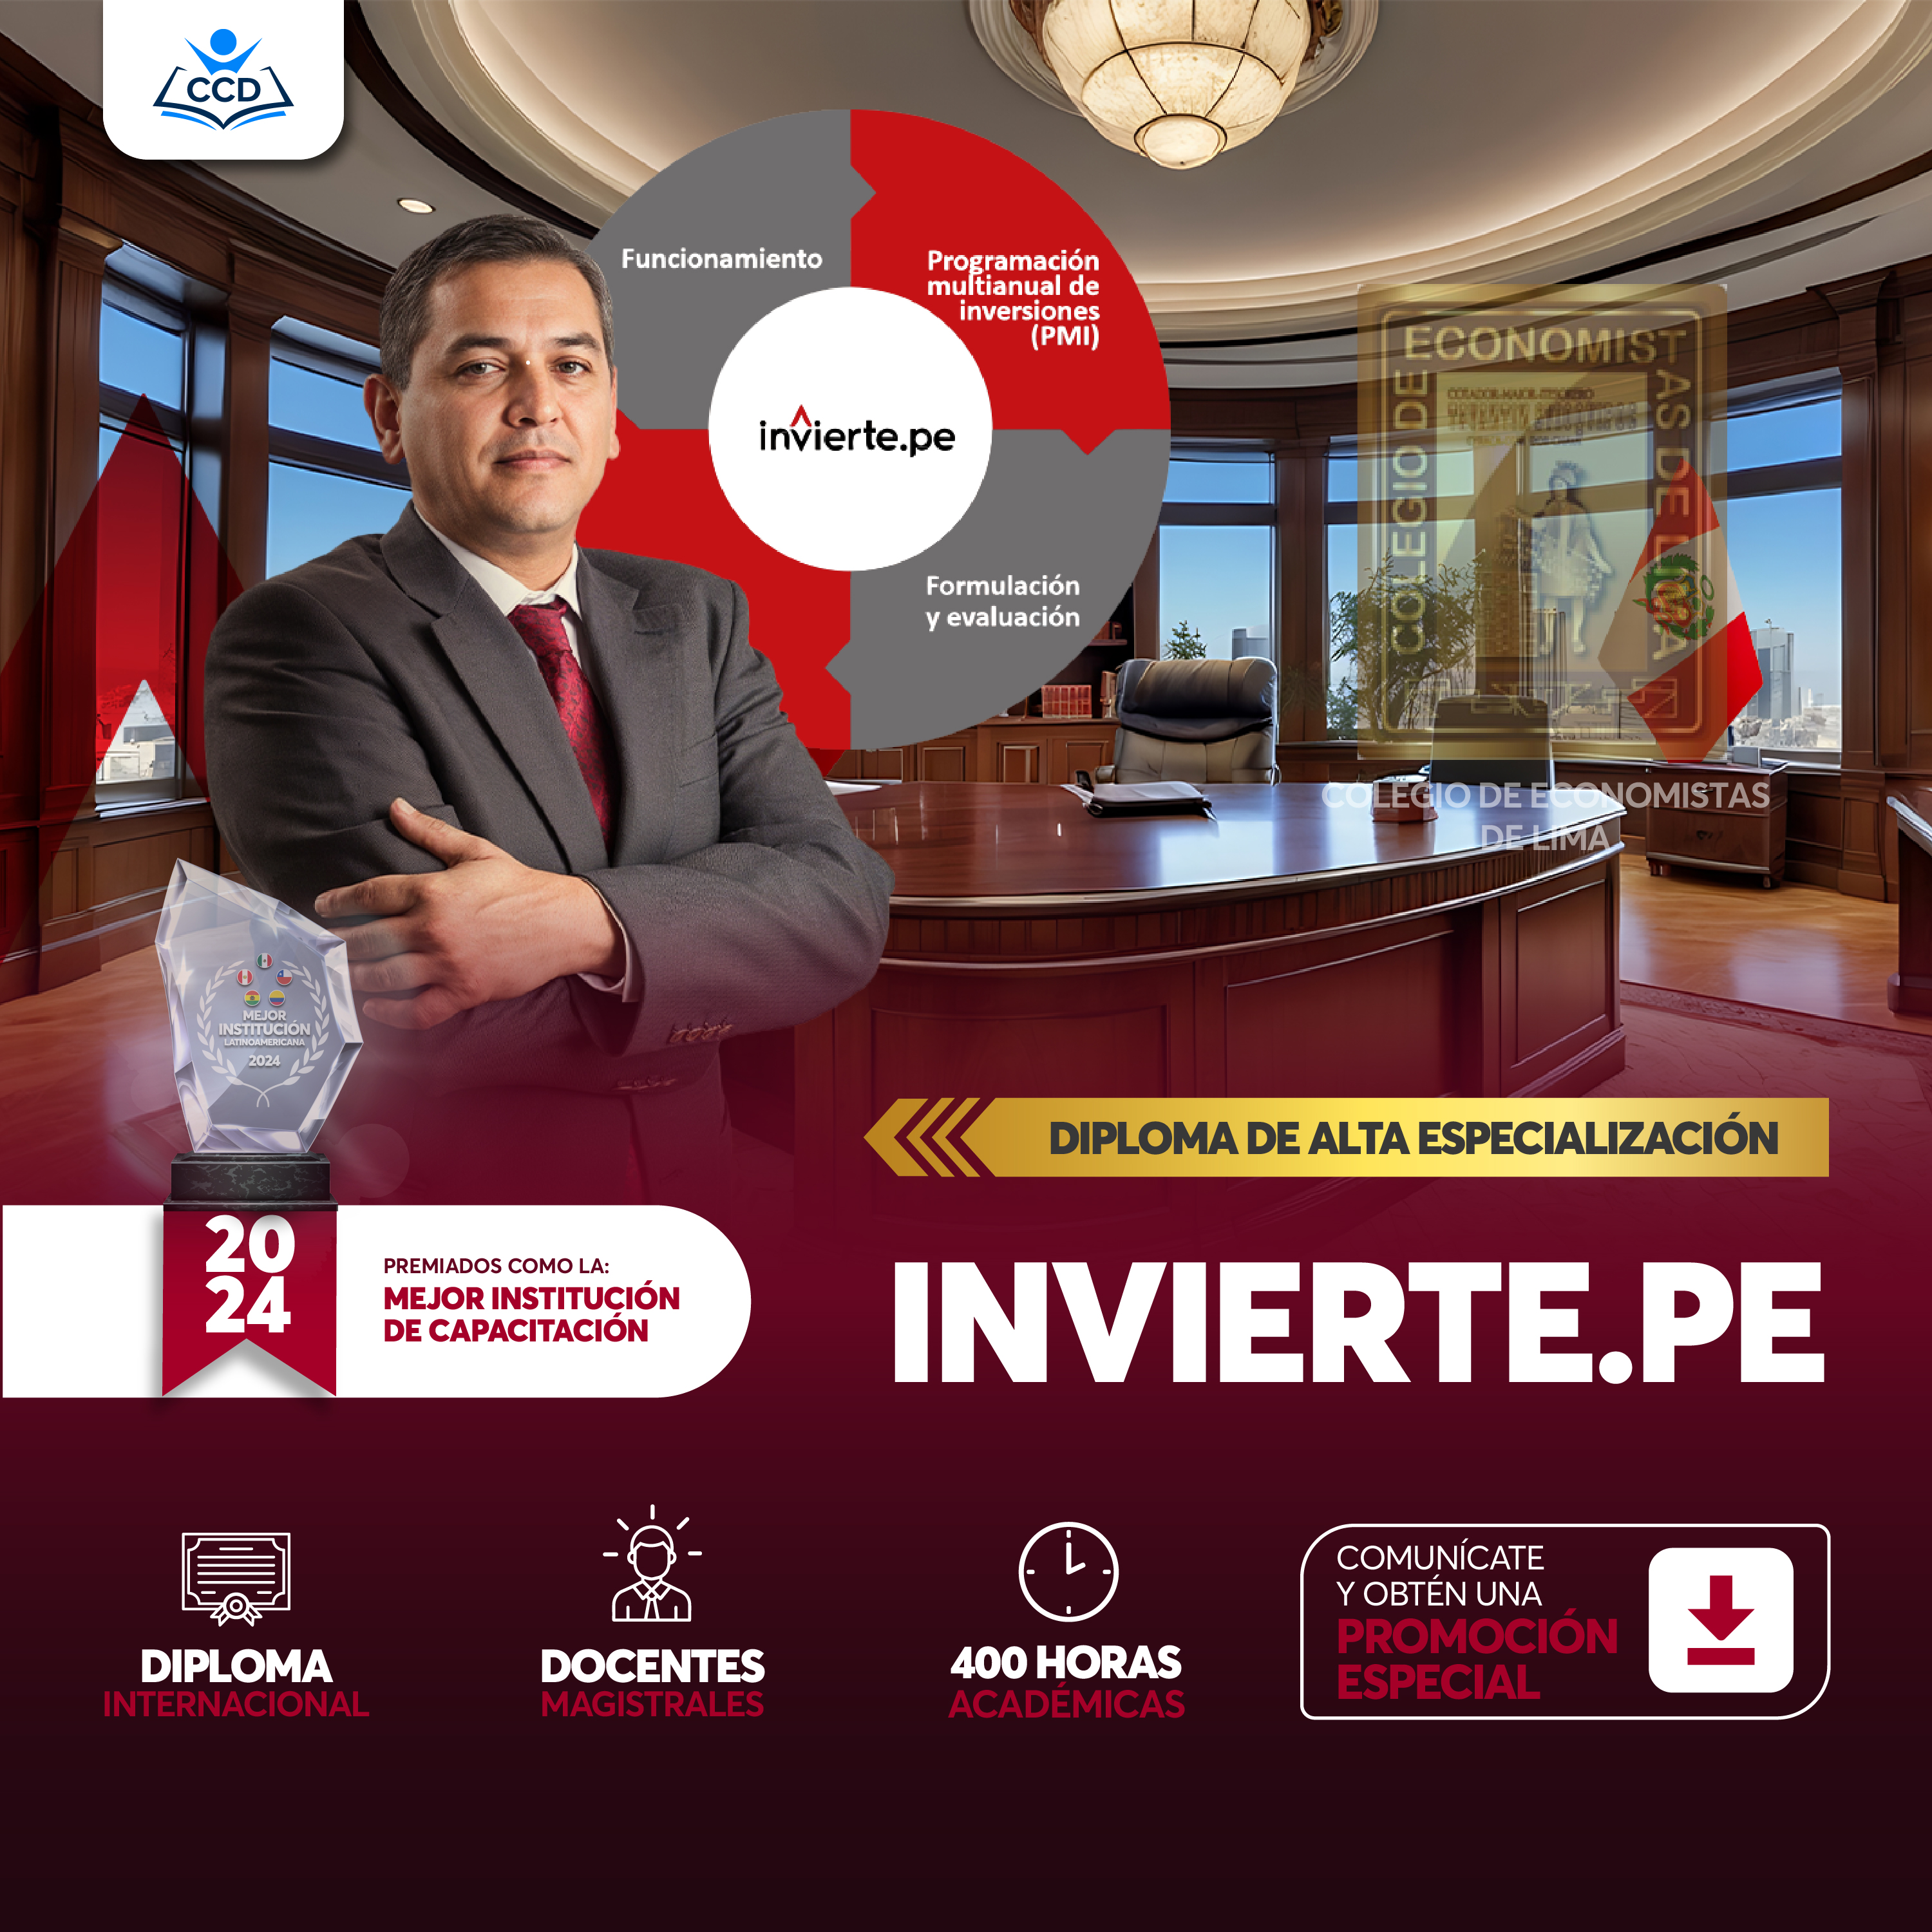 CCD
Funcionamiento
Programación
multianual de
inversiones
(PMI)
invierte.pe
Formulación
y evaluación
COLEGIO DE ECONOMISTAS DE LIMA
COLEGIO DE ECONOMISTAS
DE LIMA
MEJOR
INSTITUCIÓN
LATINOAMERICANA
2024
DIPLOMA DE ALTA ESPECIALIZACIÓN
INVIERTE.PE
20
24
PREMIADOS COMO LA:
MEJOR INSTITUCIÓN
DE CAPACITACIÓN
DIPLOMA
INTERNACIONAL
DOCENTES
MAGISTRALES
400 HORAS
ACADÉMICAS
COMUNÍCATE
Y OBTÉN UNA
PROMOCIÓN
ESPECIAL